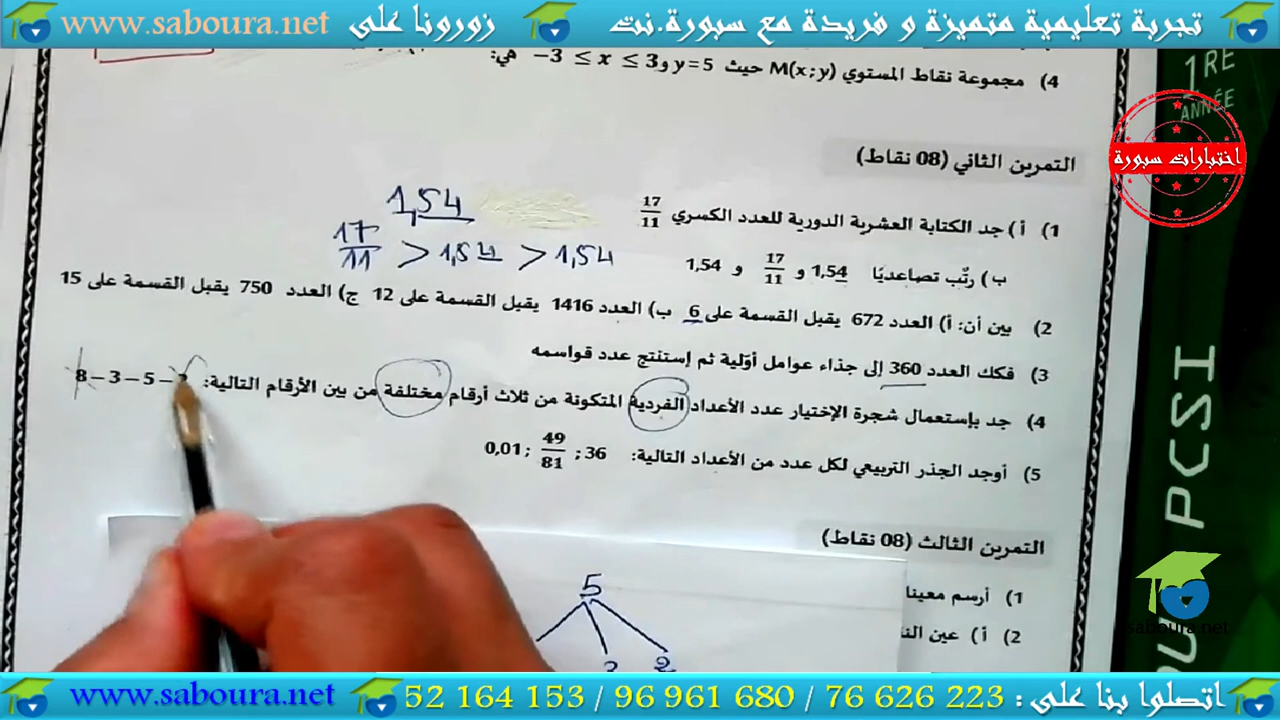 تجربة تعليمية متميزة و فريدة مع سبورة.نت زورونا على www.saboura.net
4) مجموعة نقاط المستوي M(x ; y) حيث y = 5 و −3 ≤ x ≤ 3 هي:
1RE
ANNÉE
اختبارات سبورة
التمرين الثاني (08 نقاط)
1) أ) جد الكتابة العشرية الدورية للعدد الكسري 17/11
1,54
ب) رتّب تصاعديًا 1,54 و 17/11 و 1,54
17/11 > 1,54 > 1,54
2) بين أن: أ) العدد 672 يقبل القسمة على 6 ب) العدد 1416 يقبل القسمة على 12 ج) العدد 750 يقبل القسمة على 15
3) فكك العدد 360 إلى جذاء عوامل أوّلية ثم إستنتج عدد قواسمه
4) جد بإستعمال شجرة الإختيار عدد الأعداد الفردية المتكونة من ثلاث أرقام مختلفة من بين الأرقام التالية: 8 – 3 – 5 –
5) أوجد الجذر التربيعي لكل عدد من الأعداد التالية: 36 ; 49/81 ; 0,01
PCSI
التمرين الثالث (08 نقاط)
5
1) أرسم معينا
2) أ) عين
saboura.net
اتصلوا بنا على : 223 626 76 / 680 961 96 / 153 164 52 www.saboura.net